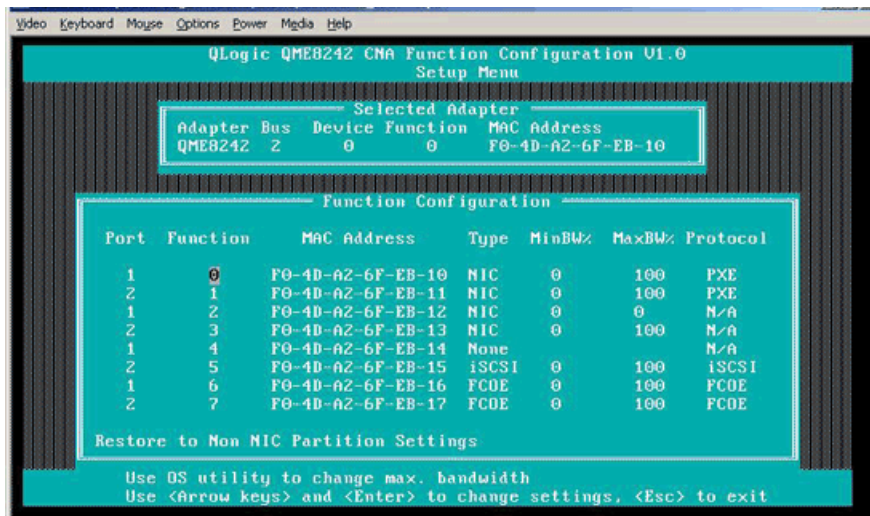 Video Keyboard Mouse Options Power Media Help
QLogic QME8242 CNA Function Configuration V1.0
Setup Menu
Selected Adapter
Adapter Bus Device Function MAC Address
QME8242 2 0 0 F0-4D-A2-6F-EB-10
Function Configuration
Port Function MAC Address Type MinBW% MaxBW% Protocol
1 0 F0-4D-A2-6F-EB-10 NIC 0 100 PXE
2 1 F0-4D-A2-6F-EB-11 NIC 0 100 PXE
1 2 F0-4D-A2-6F-EB-12 NIC 0 0 N/A
2 3 F0-4D-A2-6F-EB-13 NIC 0 100 N/A
1 4 F0-4D-A2-6F-EB-14 None N/A
2 5 F0-4D-A2-6F-EB-15 iSCSI 0 100 iSCSI
1 6 F0-4D-A2-6F-EB-16 FCOE 0 100 FCOE
2 7 F0-4D-A2-6F-EB-17 FCOE 0 100 FCOE
Restore to Non NIC Partition Settings
Use OS utility to change max. bandwidth
Use <Arrow keys> and <Enter> to change settings, <Esc> to exit